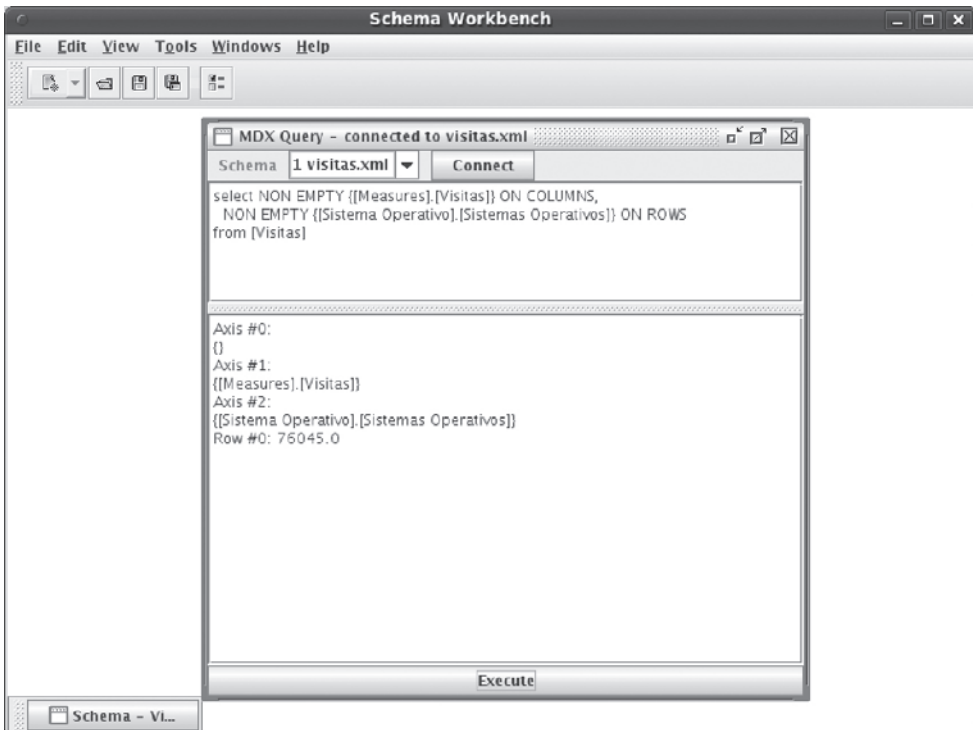 Schema Workbench
File Edit View Tools Windows Help
MDX Query - connected to visitas.xml
Schema 1 visitas.xml Connect
select NON EMPTY {[Measures].[Visitas]} ON COLUMNS,
NON EMPTY {[Sistema Operativo].[Sistemas Operativos]} ON ROWS
from [Visitas]
Axis #0:
{}
Axis #1:
{[Measures].[Visitas]}
Axis #2:
{[Sistema Operativo].[Sistemas Operativos]}
Row #0: 76045.0
Execute
Schema - Vi...